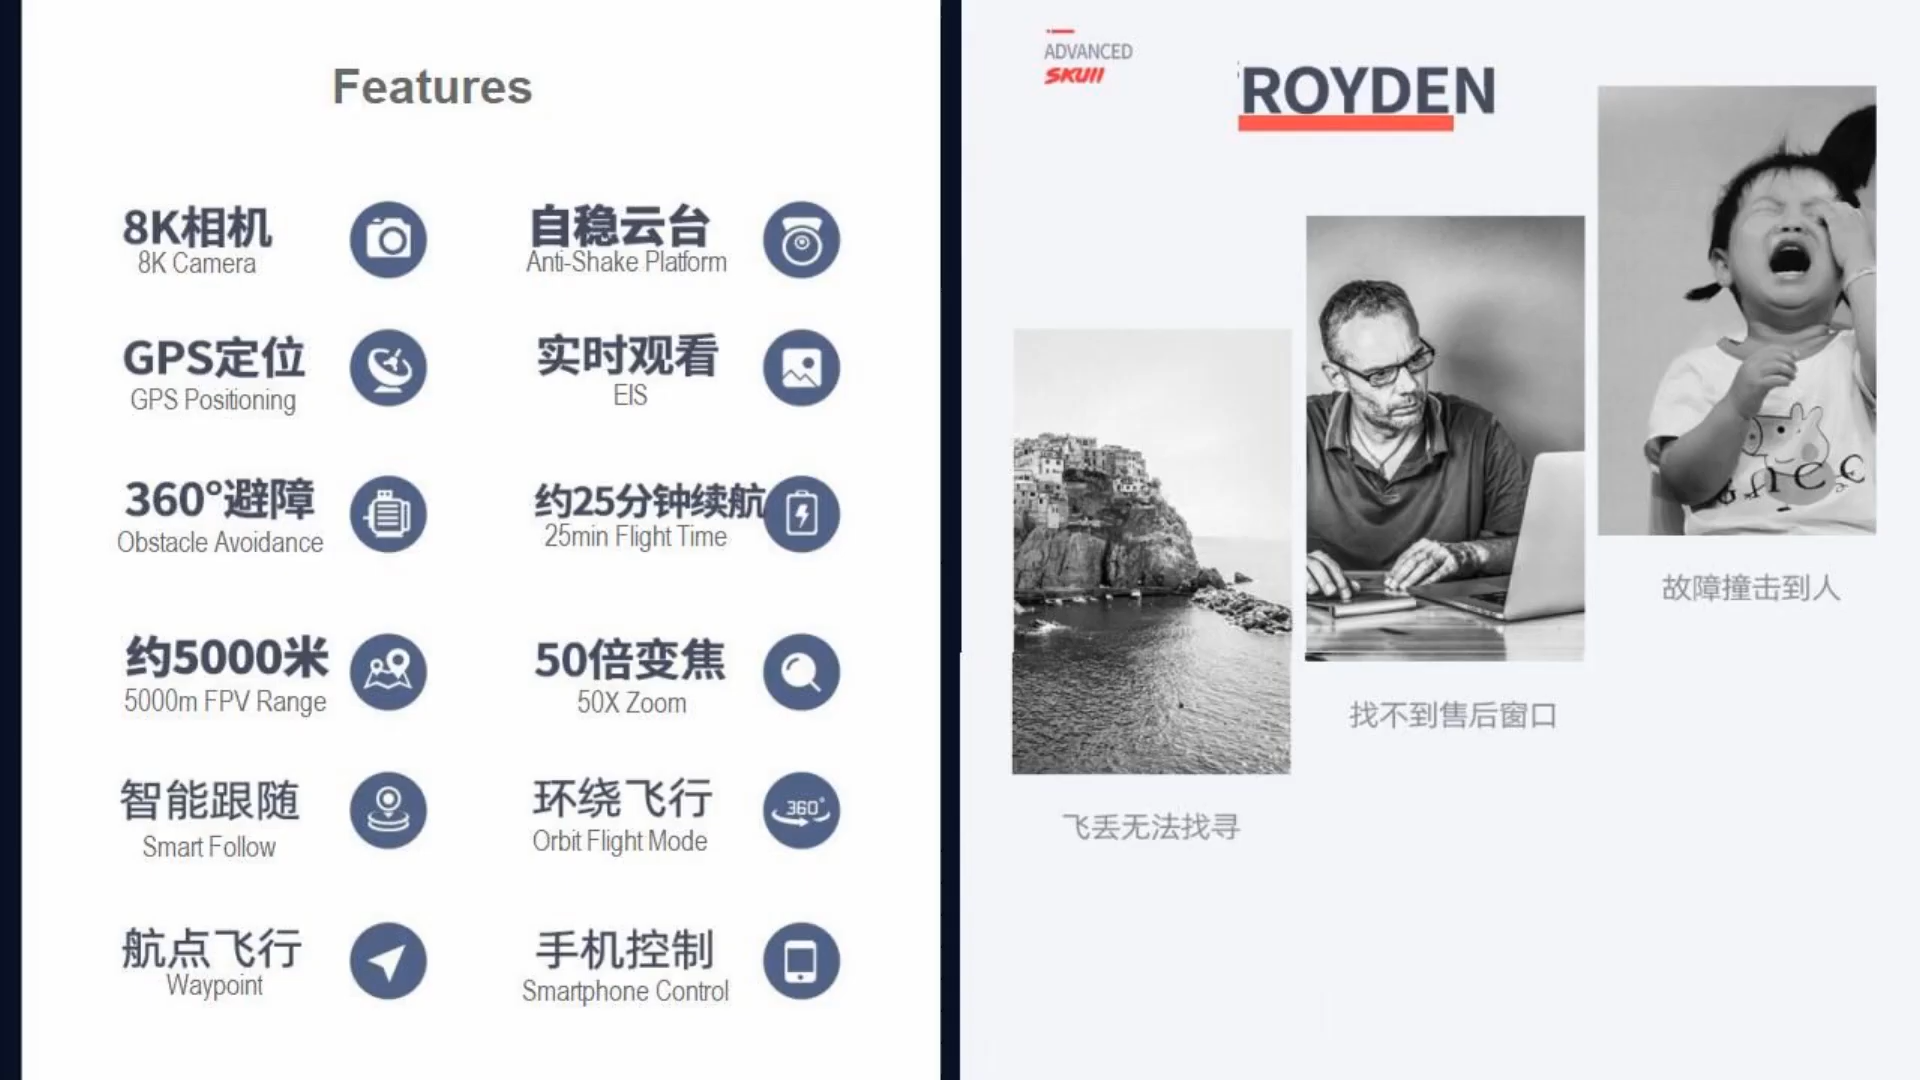 Features
8K相机
8K Camera
自稳云台
Anti-Shake Platform
GPS定位
GPS Positioning
实时观看
EIS
360°避障
Obstacle Avoidance
约25分钟续航
25min Flight Time
约5000米
5000m FPV Range
50倍变焦
50X Zoom
智能跟随
Smart Follow
环绕飞行
360°
Orbit Flight Mode
航点飞行
Waypoint
手机控制
Smartphone Control
ADVANCED
SKUll
ROYDEN
故障撞击到人
找不到售后窗口
飞丢无法找寻